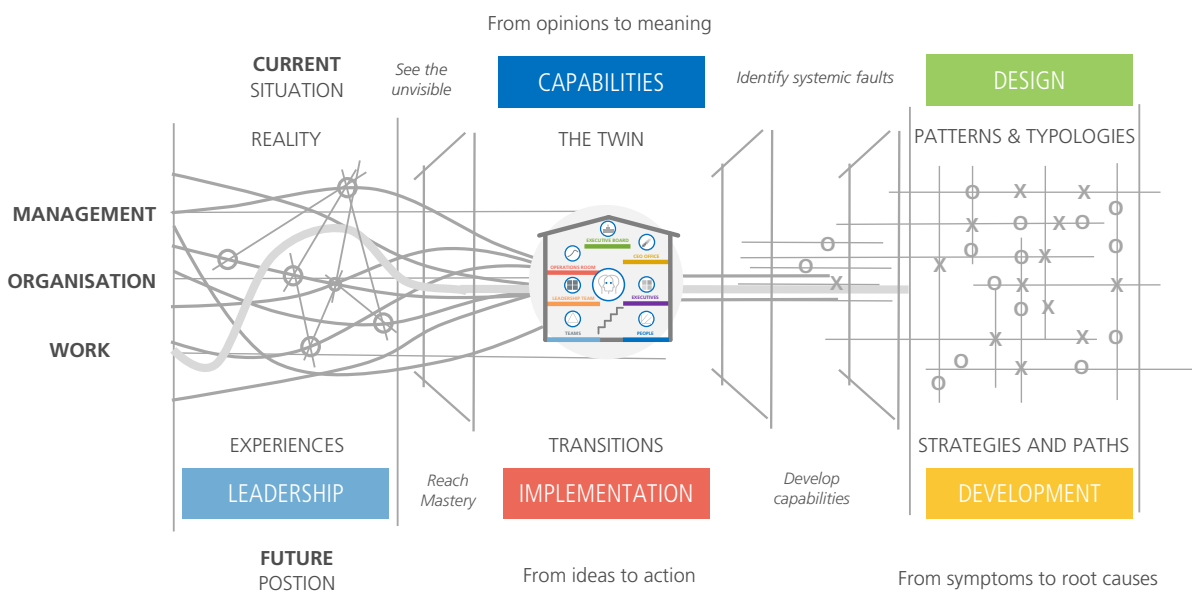 From opinions to meaning
CURRENT
SITUATION
See the
unvisible
CAPABILITIES
Identify systemic faults
DESIGN
REALITY
THE TWIN
PATTERNS & TYPOLOGIES
MANAGEMENT
ORGANISATION
WORK
EXECUTIVE BOARD
CEO OFFICE
OPERATIONS ROOM
LEADERSHIP TEAM
EXECUTIVES
TEAMS
PEOPLE
O X X O
X O X O
O O X O
X
O
O
X
O O X
O X
X X O
O X O
O
EXPERIENCES
TRANSITIONS
STRATEGIES AND PATHS
LEADERSHIP
Reach
Mastery
IMPLEMENTATION
Develop
capabilities
DEVELOPMENT
FUTURE
POSTION
From ideas to action
From symptoms to root causes